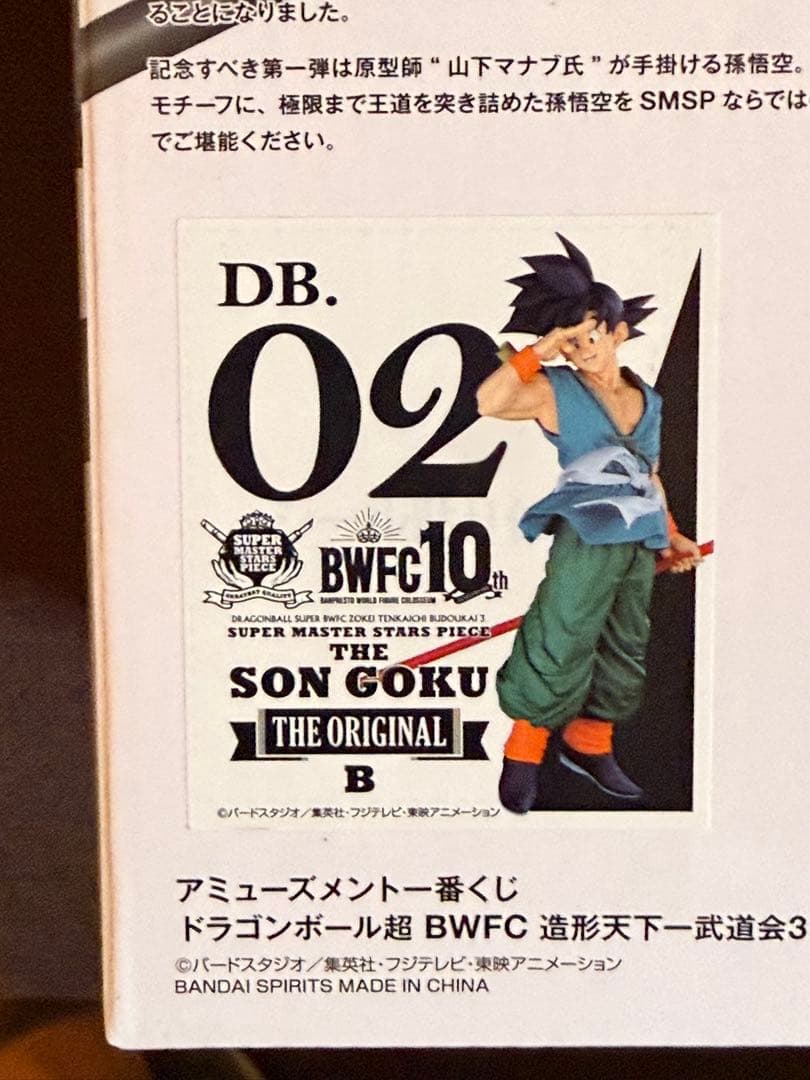 ることになりました。
記念すべき第一弾は原型師“山下マナブ氏”が手掛ける孫悟空。
モチーフに、極限まで王道を突き詰めた孫悟空をSMSPならでは
でご堪能ください。
DB.
02
SUPER
MASTER
STARS
PIECE
GREATEST QUALITY
BWFC10th
BANPRESTO WORLD FIGURE COLOSSEUM
DRAGONBALL SUPER BWFC ZOKEI TENKAICHI BUDOUKAI 3
SUPER MASTER STARS PIECE
THE
SON GOKU
THE ORIGINAL
B
©バードスタジオ／集英社・フジテレビ・東映アニメーション
アミューズメント一番くじ
ドラゴンボール超 BWFC 造形天下一武道会3
©バードスタジオ／集英社・フジテレビ・東映アニメーション
BANDAI SPIRITS MADE IN CHINA